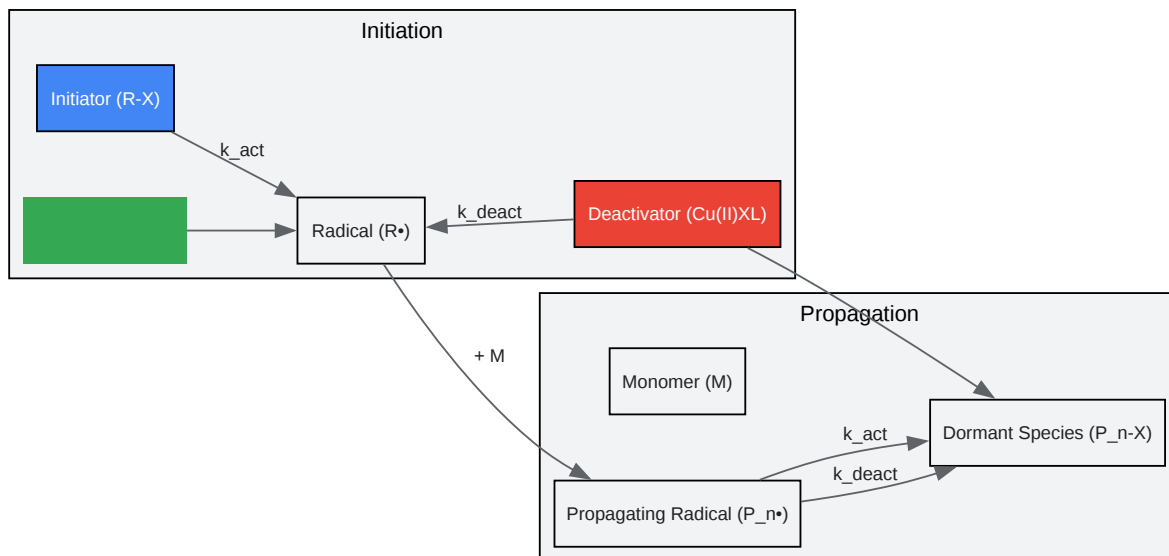 Initiation
Initiator (R-X)
k_act
Radical (R•)
k_deact
Deactivator (Cu(II)XL)
+ M
Propagation
Monomer (M)
Propagating Radical (P_n•)
k_act
k_deact
Dormant Species (P_n-X)